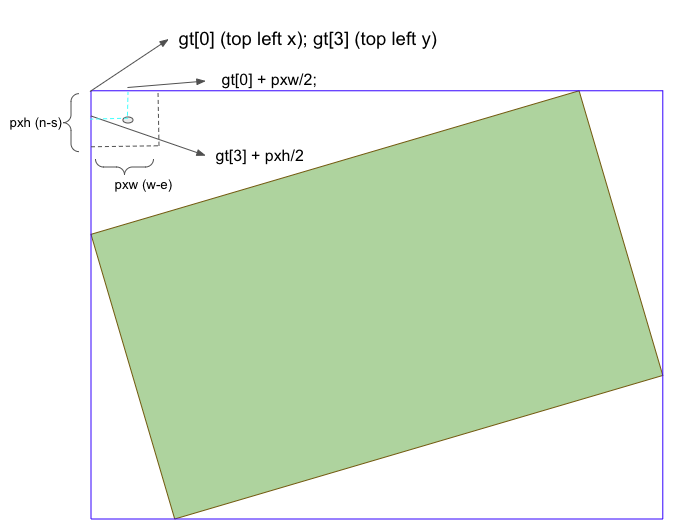 gt[0] (top left x); gt[3] (top left y)
gt[0] + pxw/2;
pxh (n-s)
gt[3] + pxh/2
pxw (w-e)